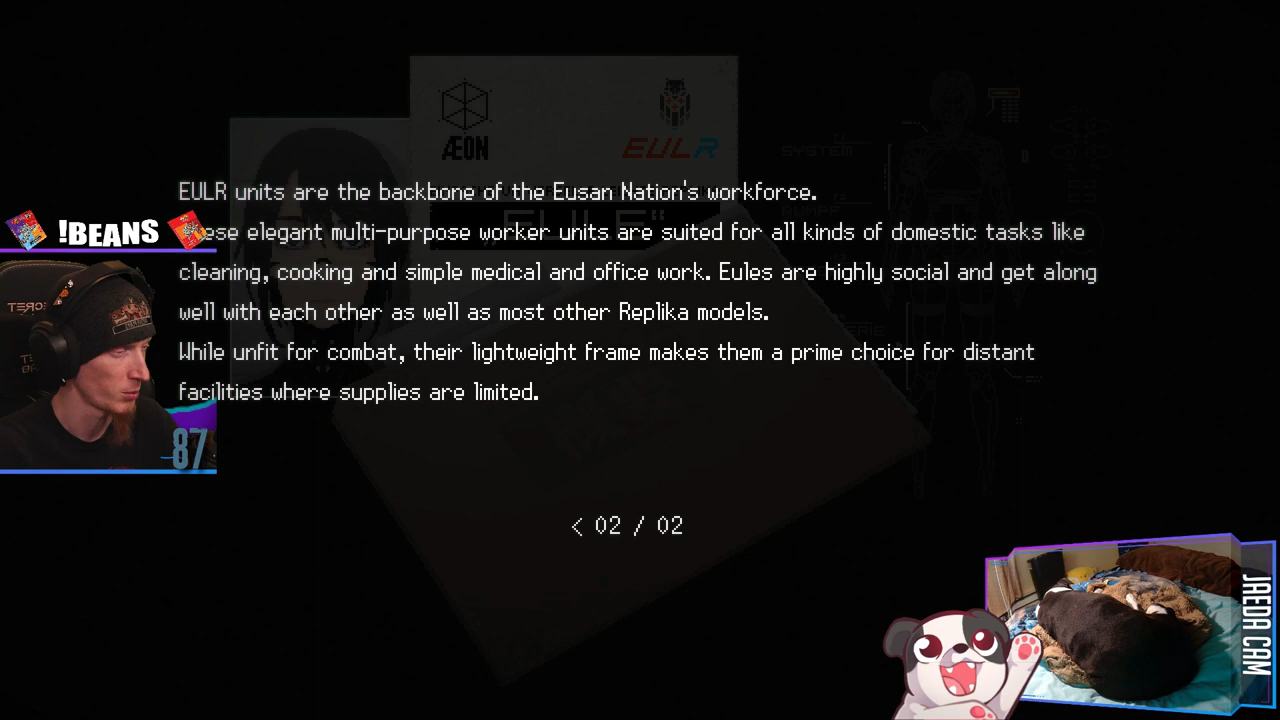 ÆON
EULR
SYSTEM
EULR units are the backbone of the Eusan Nation's workforce.
ese elegant multi-purpose worker units are suited for all kinds of domestic tasks like
cleaning, cooking and simple medical and office work. Eules are highly social and get along
well with each other as well as most other Replika models.
While unfit for combat, their lightweight frame makes them a prime choice for distant
facilities where supplies are limited.
„EULE“
!BEANS
87
< 02 / 02
JAEDA CAM